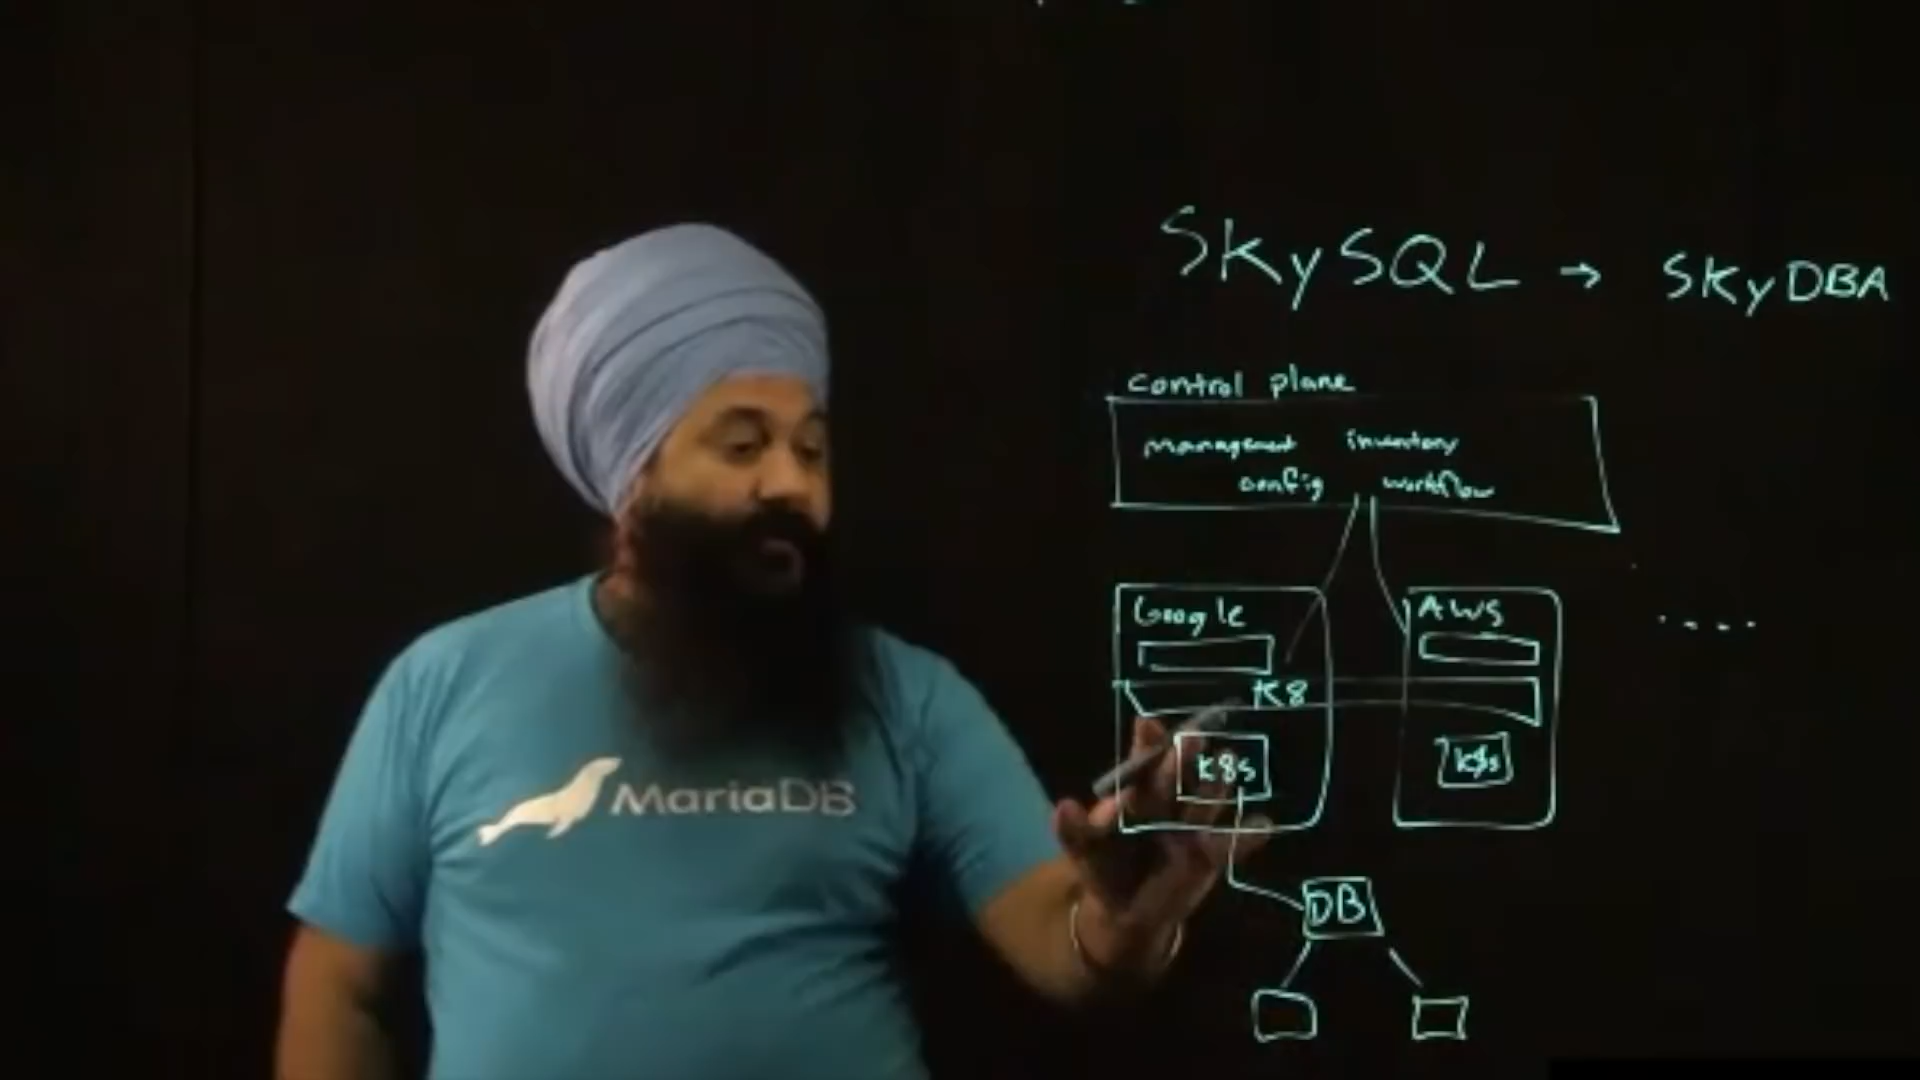 SkySQL → SkyDBA
control plane
management inventory
config workflow
Google
AWS
K8
K8s
K8s
DB
MariaDB